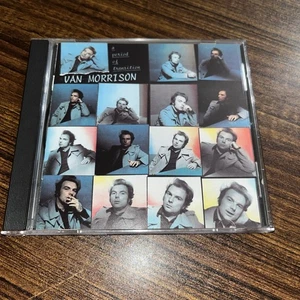 A
period
of
transition
VAN MORRISON